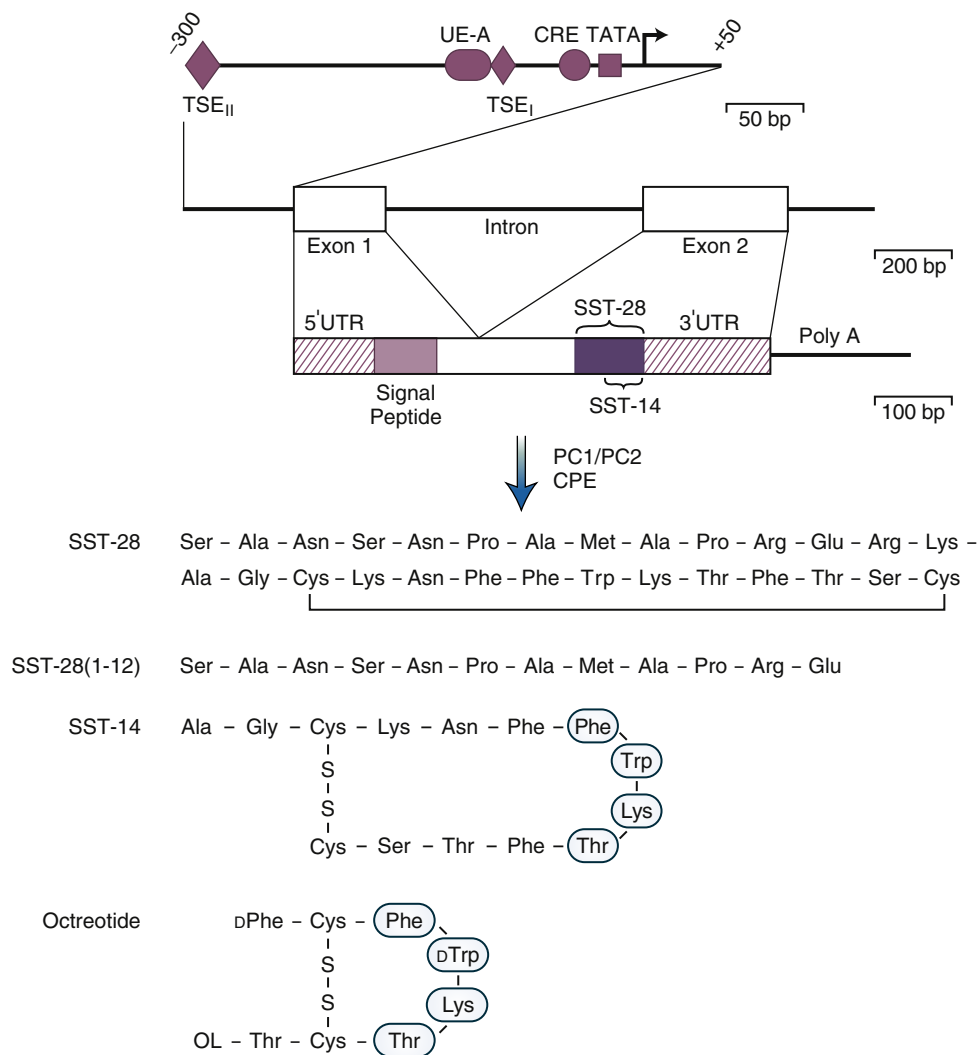 –300
UE-A
CRE TATA
+50
TSEII
TSEI
50 bp
Exon 1
Intron
Exon 2
200 bp
5'UTR
SST-28
3'UTR
Poly A
Signal
Peptide
SST-14
100 bp
PC1/PC2
CPE
SST-28 Ser – Ala – Asn – Ser – Asn – Pro – Ala – Met – Ala – Pro – Arg – Glu – Arg – Lys –
Ala – Gly – Cys – Lys – Asn – Phe – Phe – Trp – Lys – Thr – Phe – Thr – Ser – Cys
SST-28(1-12) Ser – Ala – Asn – Ser – Asn – Pro – Ala – Met – Ala – Pro – Arg – Glu
SST-14 Ala – Gly – Cys – Lys – Asn – Phe – Phe
Trp
S
S
Lys
Cys – Ser – Thr – Phe – Thr
Octreotide DPhe – Cys – Phe
DTrp
S
S
Lys
OL – Thr – Cys – Thr